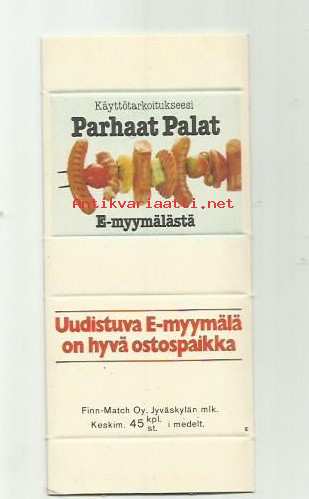 Käyttötarkoitukseesi
Parhaat Palat
Antikvariaatti.net
E-myymälästä
Uudistuva E-myymälä
on hyvä ostospaikka
Finn-Match Oy. Jyväskylän mlk.
Keskim. 45 kpl. st. i medelt.
E